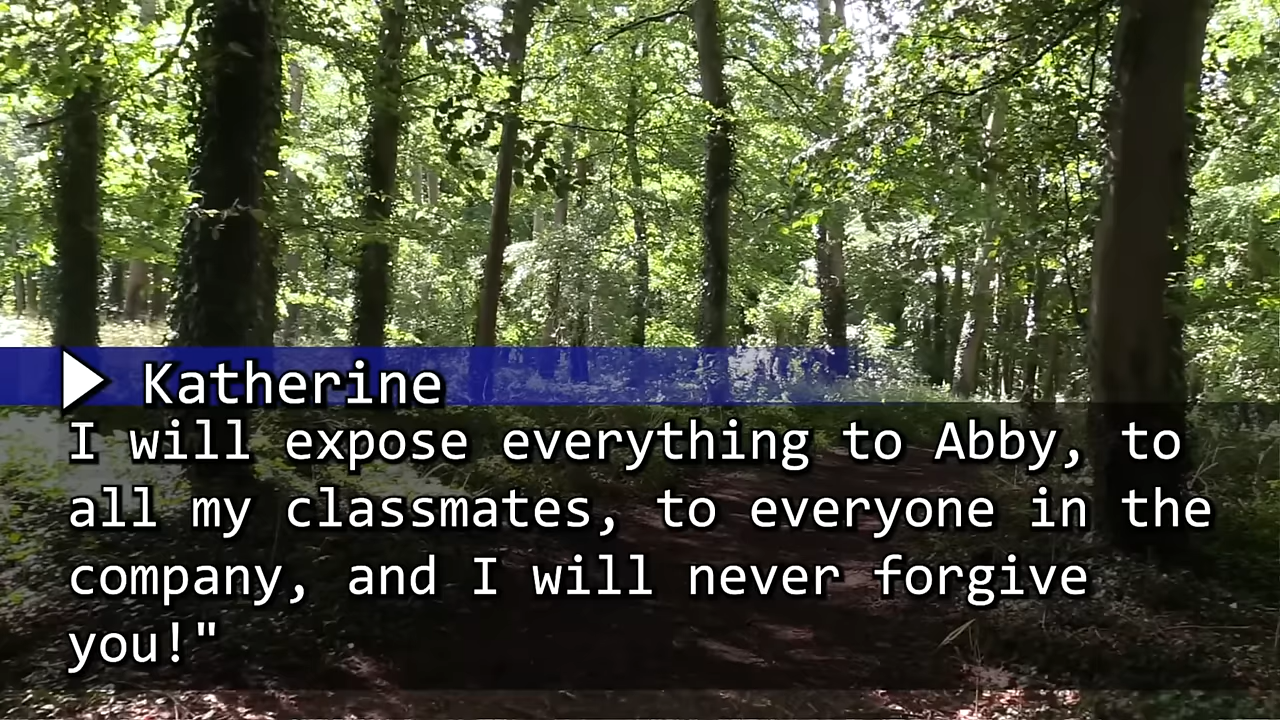 Katherine
I will expose everything to Abby, to
all my classmates, to everyone in the
company, and I will never forgive
you!"